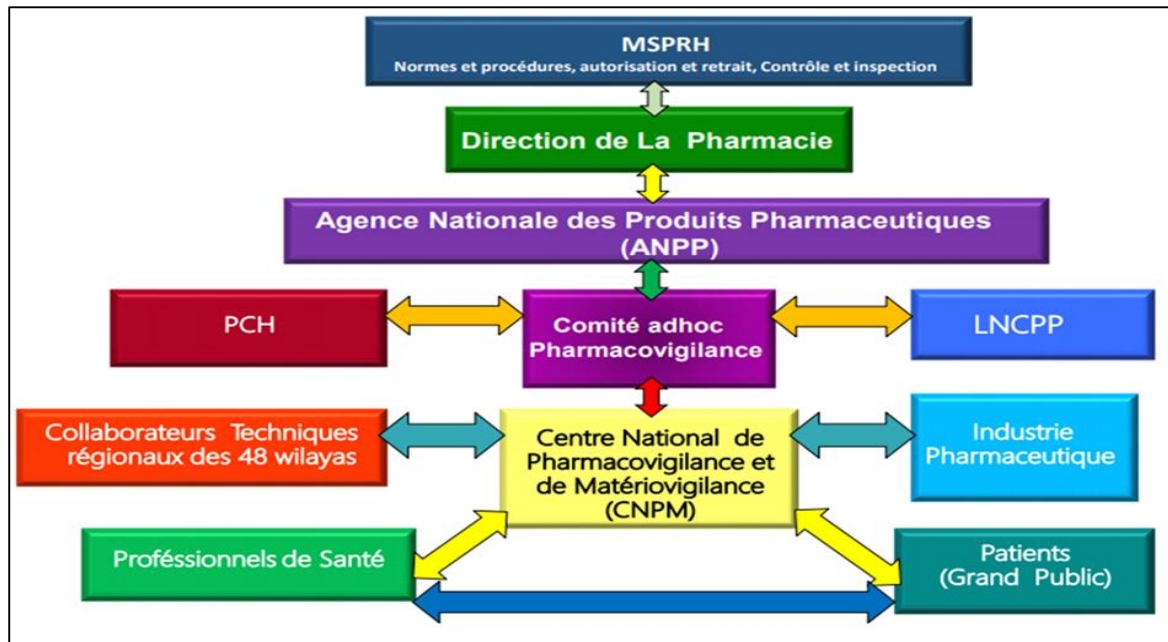 MSPRH
Normes et procédures, autorisation et retrait, Contrôle et inspection
Direction de La Pharmacie
Agence Nationale des Produits Pharmaceutiques
(ANPP)
PCH
Comité adhoc
Pharmacovigilance
LNCPP
Collaborateurs Techniques
régionaux des 48 wilayas
Centre National de
Pharmacovigilance et
de Matèriovigilance
(CNPM)
Industrie
Pharmaceutique
Proféssionnels de Santé
Patients
(Grand Public)